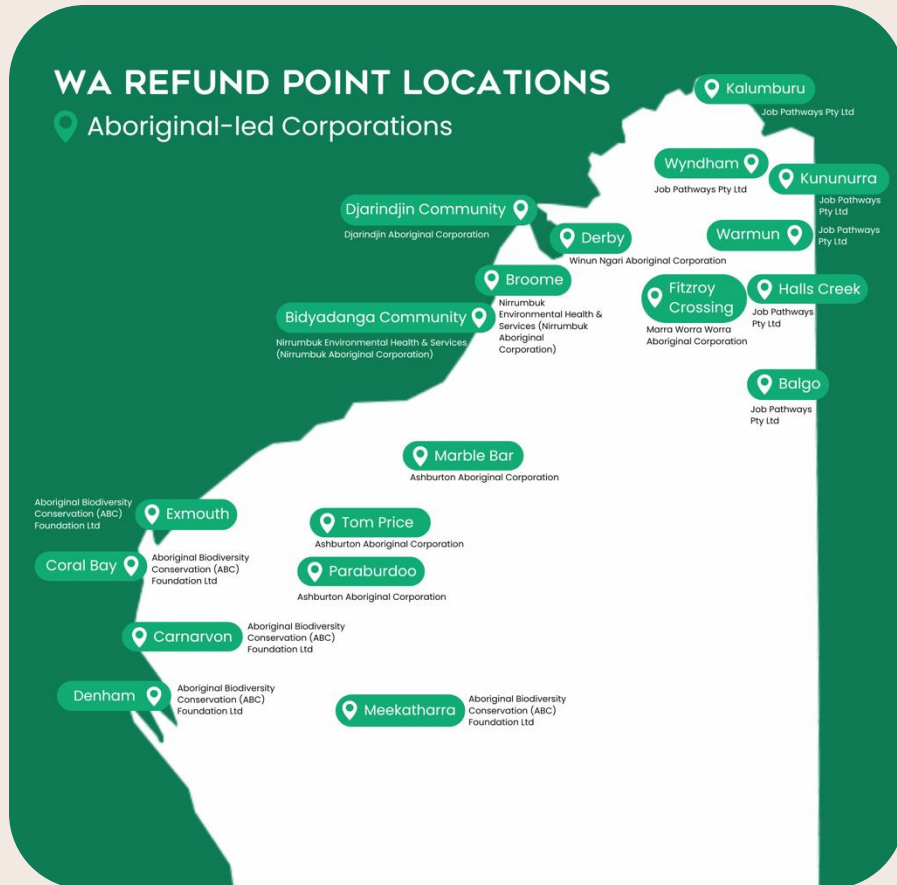 WA REFUND POINT LOCATIONS
Aboriginal-led Corporations
Kalumburu
Job Pathways Pty Ltd
Wyndham
Job Pathways Pty Ltd
Kununurra
Job Pathways
Pty Ltd
Djarindjin Community
Djarindjin Aboriginal Corporation
Derby
Winun Ngari Aboriginal Corporation
Warmun
Job Pathways
Pty Ltd
Broome
Nirrumbuk
Environmental Health &
Services (Nirrumbuk
Aboriginal
Corporation)
Fitzroy
Crossing
Marra Worra Worra
Aboriginal Corporation
Halls Creek
Job Pathways
Pty Ltd
Bidyadanga Community
Nirrumbuk Environmental Health & Services
(Nirrumbuk Aboriginal Corporation)
Balgo
Job Pathways
Pty Ltd
Marble Bar
Ashburton Aboriginal Corporation
Aboriginal Biodiversity
Conservation (ABC)
Foundation Ltd
Exmouth
Tom Price
Ashburton Aboriginal Corporation
Coral Bay
Aboriginal Biodiversity
Conservation (ABC)
Foundation Ltd
Paraburdoo
Ashburton Aboriginal Corporation
Carnarvon
Aboriginal Biodiversity
Conservation (ABC)
Foundation Ltd
Denham
Aboriginal Biodiversity
Conservation (ABC)
Foundation Ltd
Meekatharra
Aboriginal Biodiversity
Conservation (ABC)
Foundation Ltd